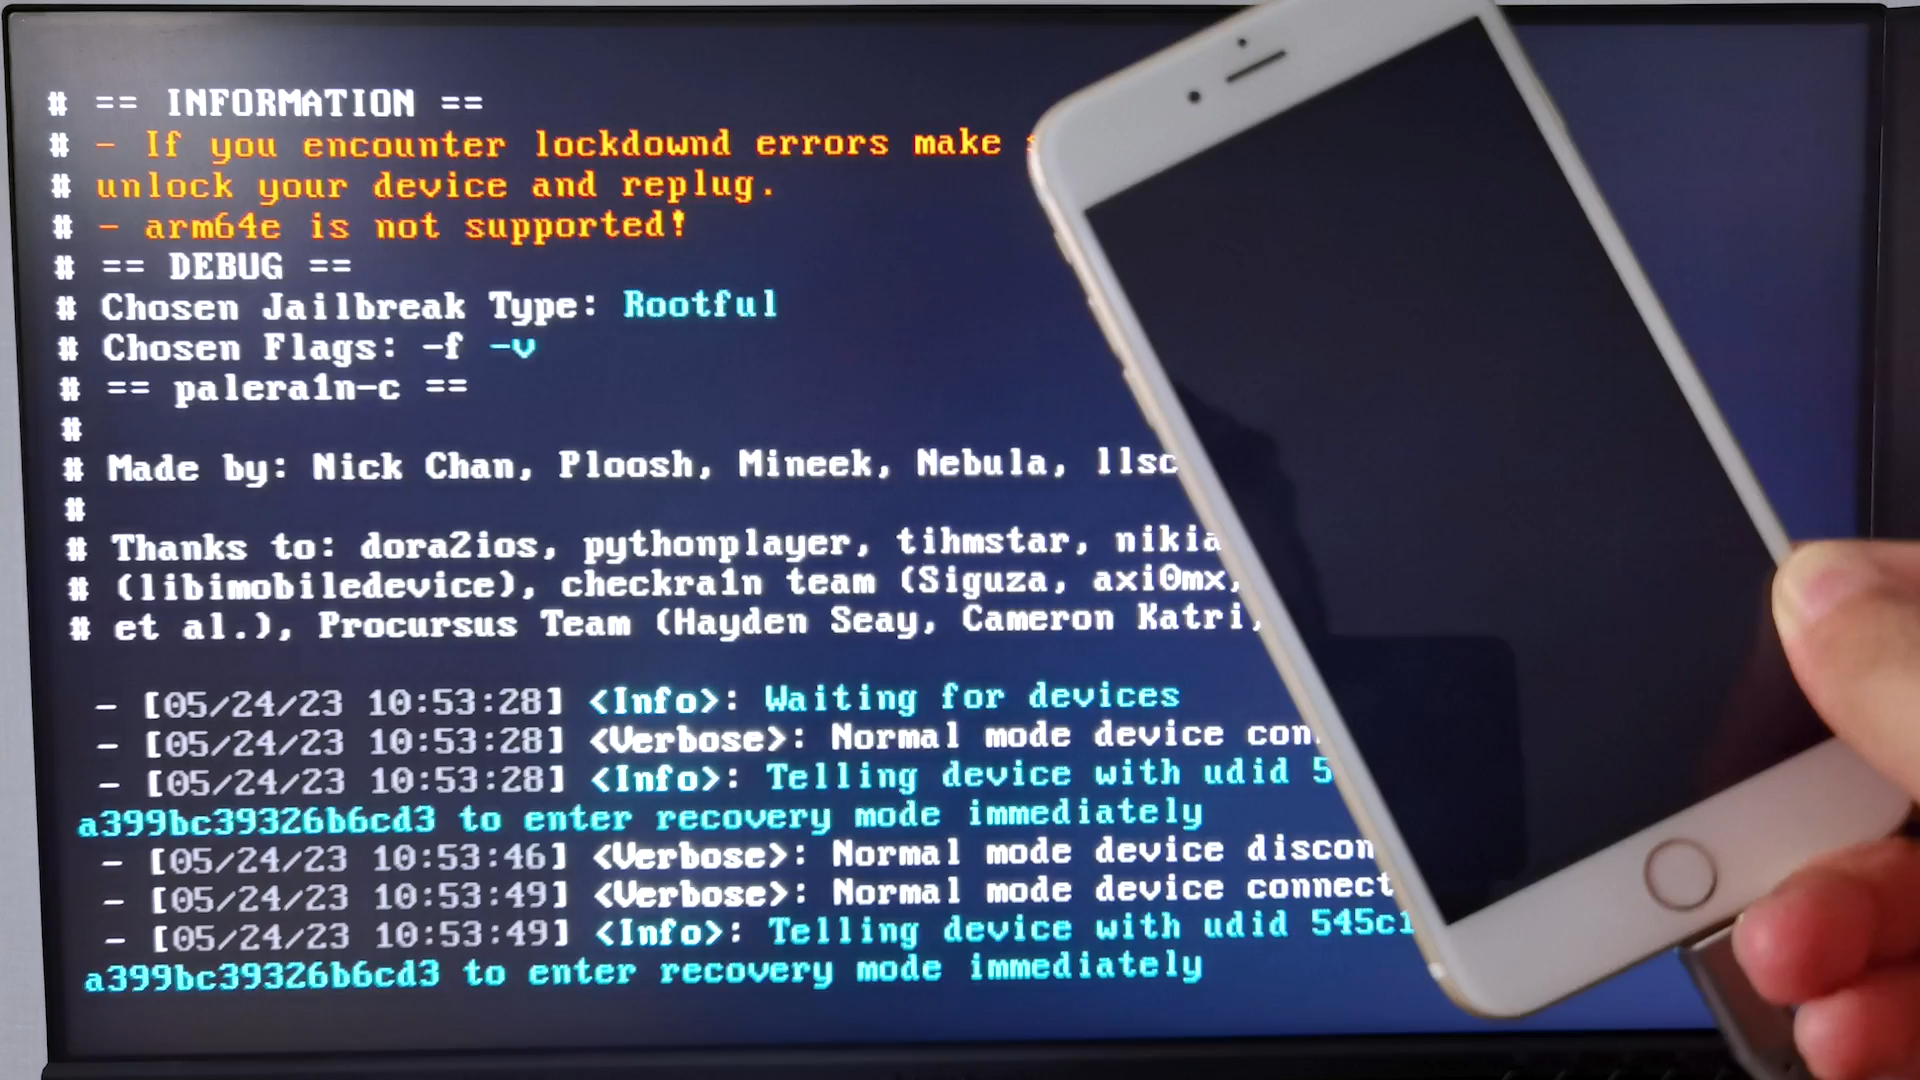 # == INFORMATION ==
# - If you encounter lockdownd errors make
# unlock your device and replug.
# - arm64e is not supported!
# == DEBUG ==
# Chosen Jailbreak Type: Rootful
# Chosen Flags: -f -v
# == palera1n-c ==
#
# Made by: Nick Chan, Ploosh, Mineek, Nebula,
#
# Thanks to: dora2ios, pythonplayer, tihmstar,
# (libimobiledevice), checkra1n team (Siguza, axi0mx,
# et al.), Procursus Team (Hayden Seay, Cameron Katri,
- [05/24/23 10:53:28] <Info>: Waiting for devices
- [05/24/23 10:53:28] <Verbose>: Normal mode device
- [05/24/23 10:53:28] <Info>: Telling device with udid
a399bc39326b6cd3 to enter recovery mode immediately
- [05/24/23 10:53:46] <Verbose>: Normal mode device
- [05/24/23 10:53:49] <Verbose>: Normal mode device connect
- [05/24/23 10:53:49] <Info>: Telling device with udid 545c1
a399bc39326b6cd3 to enter recovery mode immediately